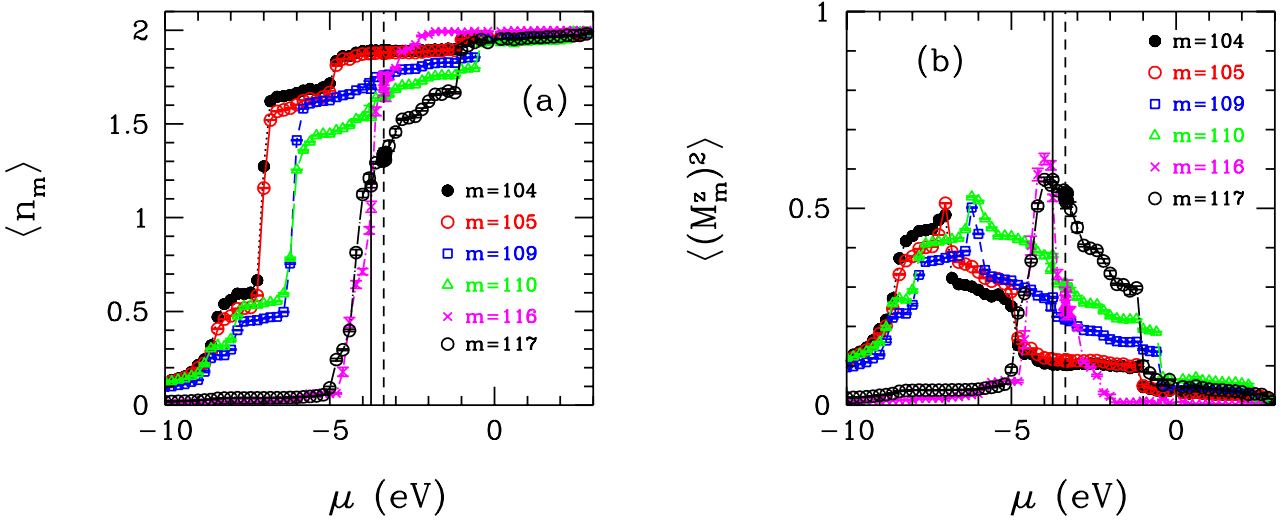 2
1.5
1
0.5
0
−10
−5
0
⟨n_m⟩
μ (eV)
(a)
m=104
m=105
m=109
m=110
m=116
m=117
1
0.5
0
−10
−5
0
⟨(M^z_m)^2⟩
μ (eV)
(b)
m=104
m=105
m=109
m=110
m=116
m=117